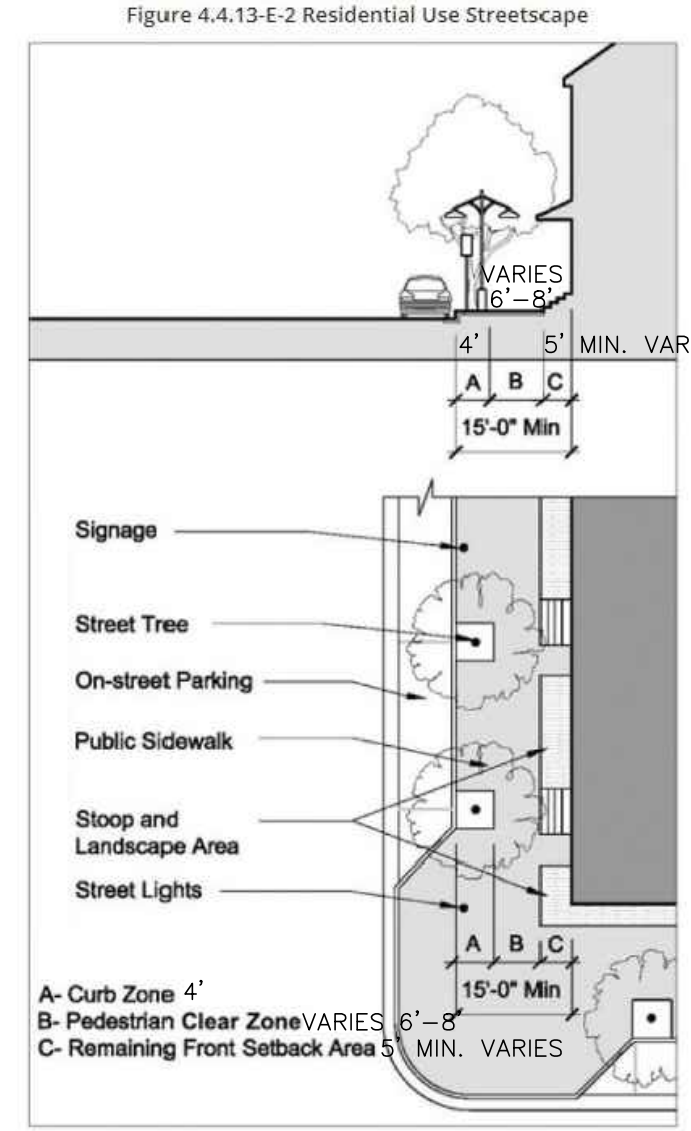 Figure 4.4.13-E-2 Residential Use Streetscape
VARIES
6'-8'
4'
5' MIN. VAR
A B C
15'-0" Min
Signage
Street Tree
On-street Parking
Public Sidewalk
Stoop and
Landscape Area
Street Lights
A B C
15'-0" Min
A- Curb Zone 4'
B- Pedestrian Clear Zone VARIES 6'-8'
C- Remaining Front Setback Area 5' MIN. VARIES